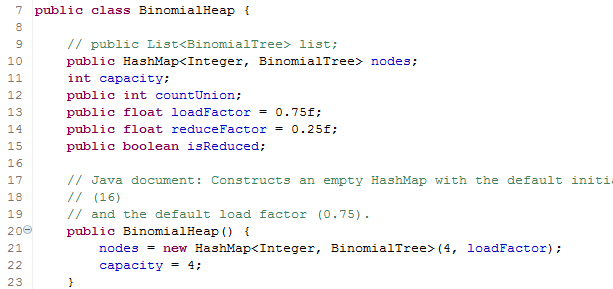 7 public class BinomialHeap {
8
9 // public List<BinomialTree> list;
10 public HashMap<Integer, BinomialTree> nodes;
11 int capacity;
12 public int countUnion;
13 public float loadFactor = 0.75f;
14 public float reduceFactor = 0.25f;
15 public boolean isReduced;
16
17 // Java document: Constructs an empty HashMap with the default initi
18 // (16)
19 // and the default load factor (0.75).
20 public BinomialHeap() {
21 nodes = new HashMap<Integer, BinomialTree>(4, loadFactor);
22 capacity = 4;
23 }